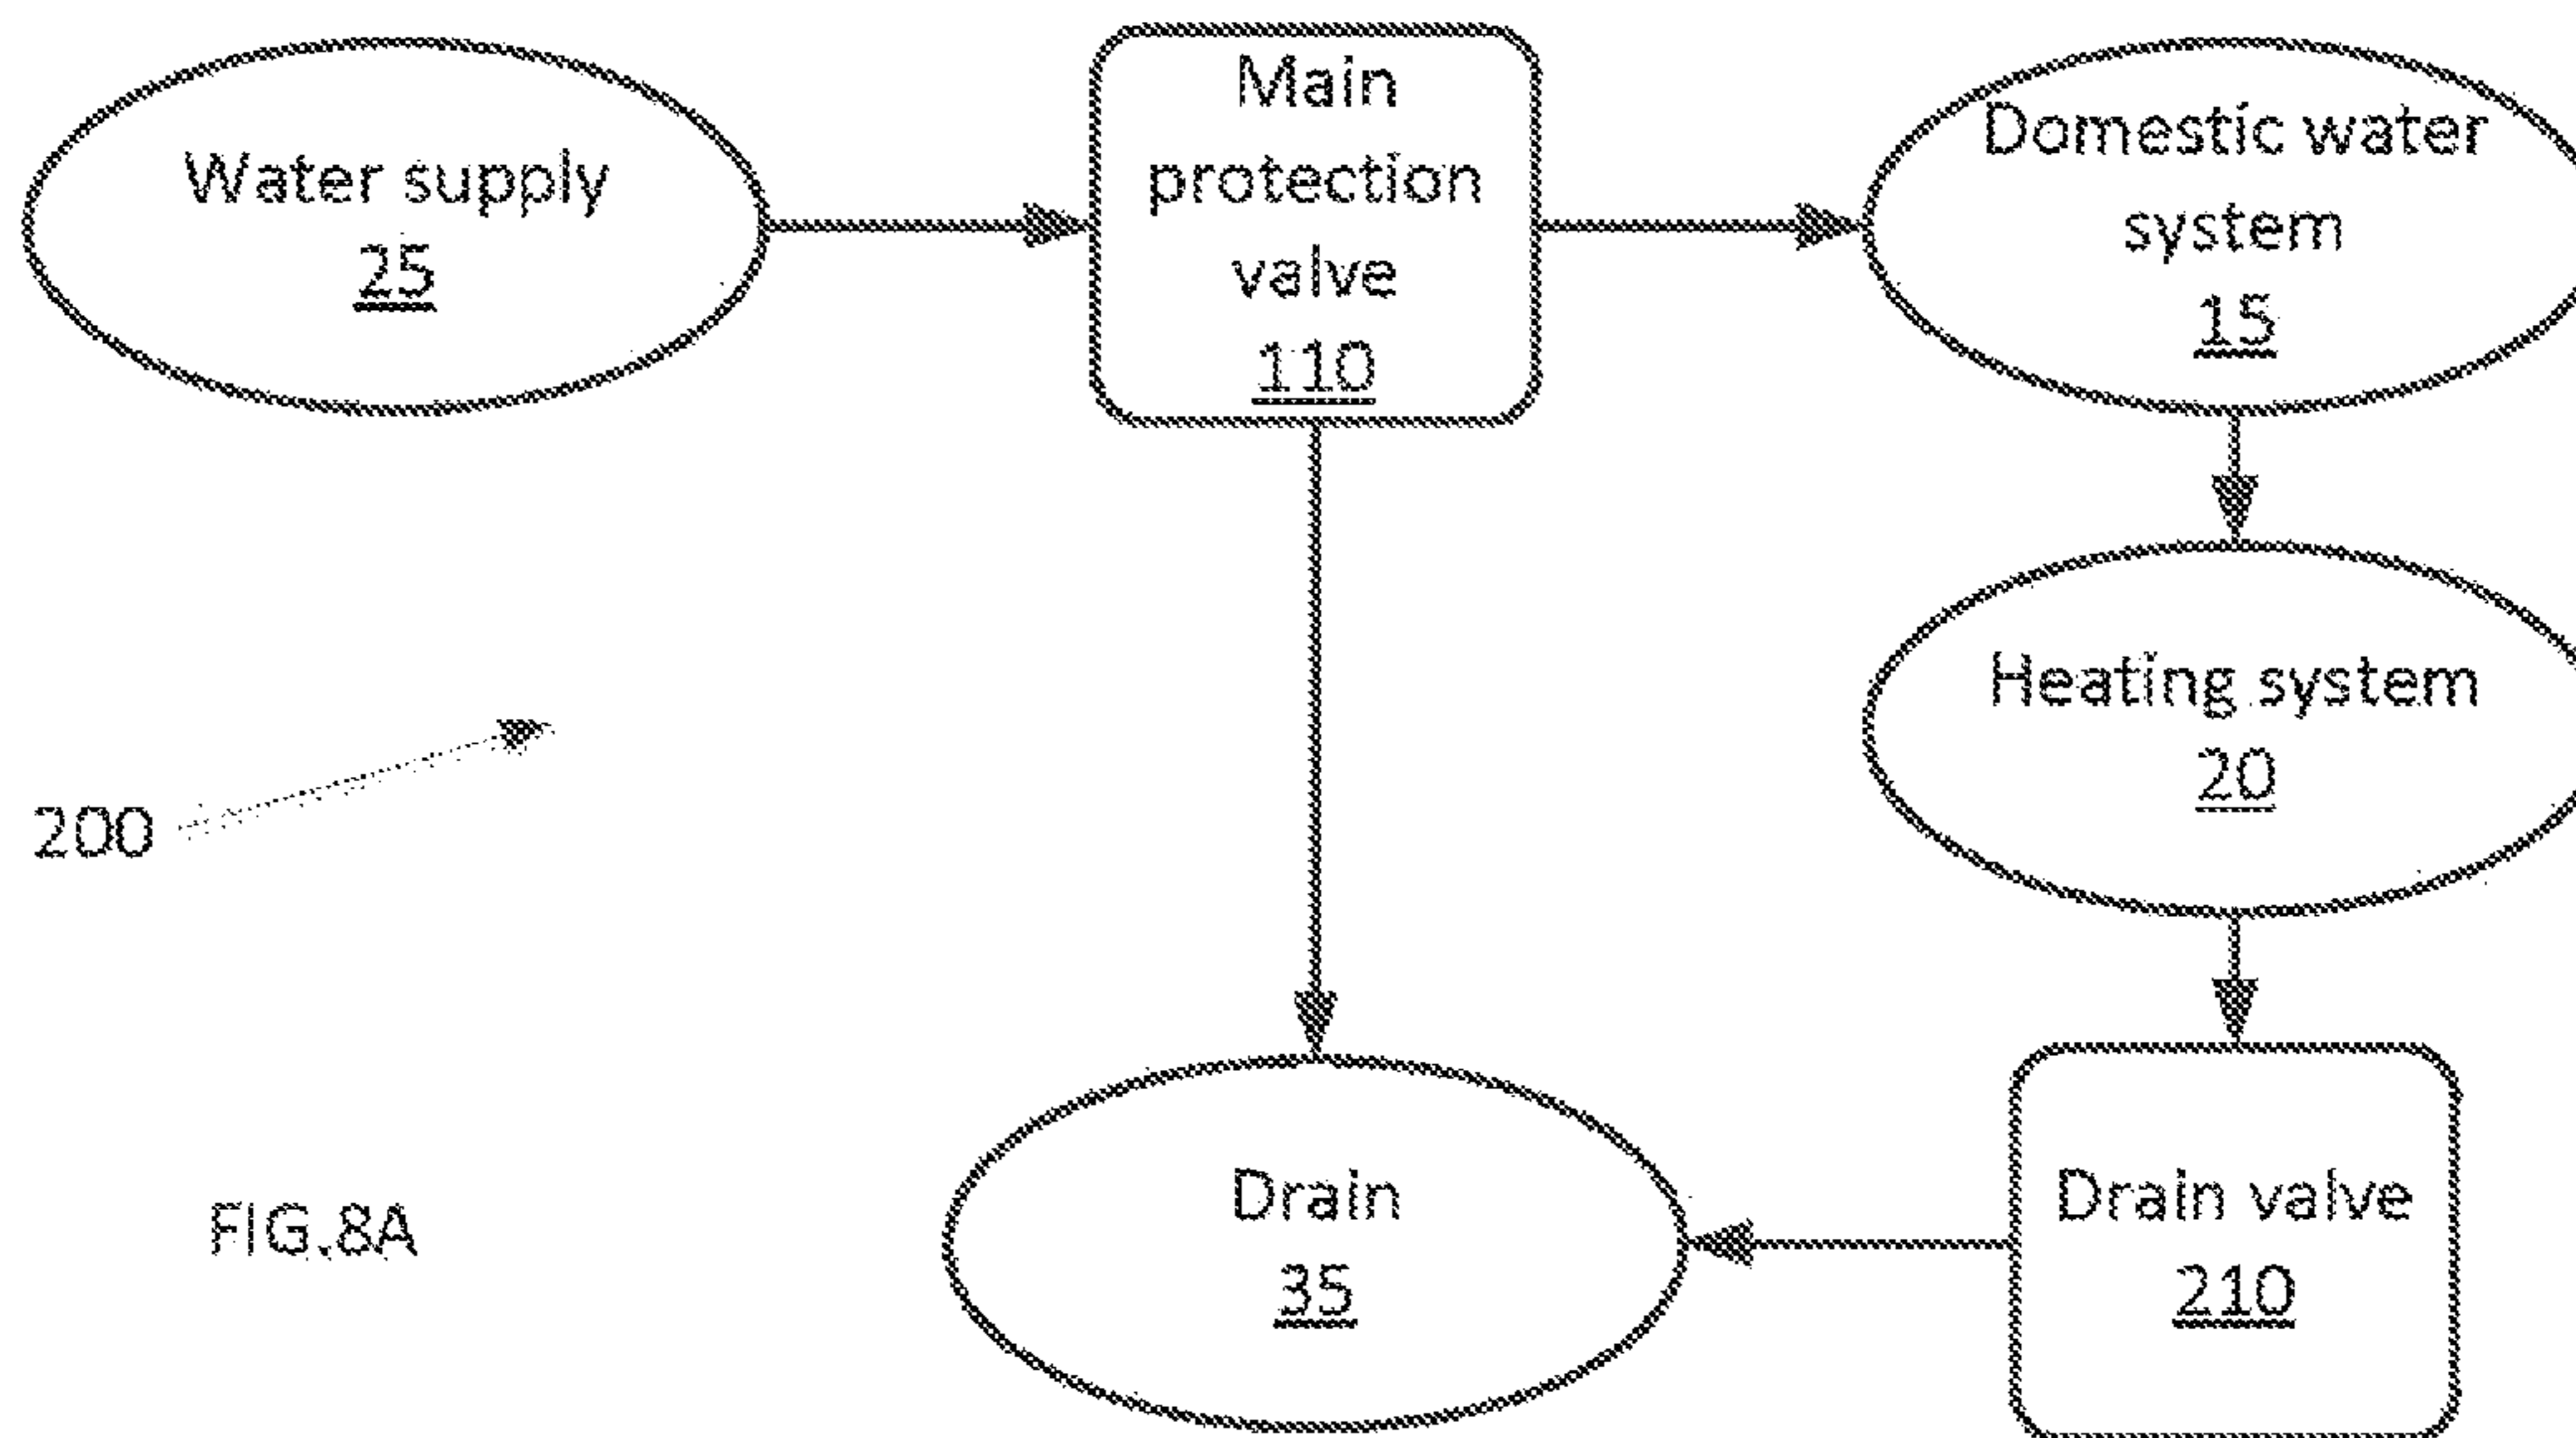 Water supply
25
Main
protection
valve
110
Domestic water
system
15
Heating system
20
200
Drain
35
Drain valve
210
FIG.8A